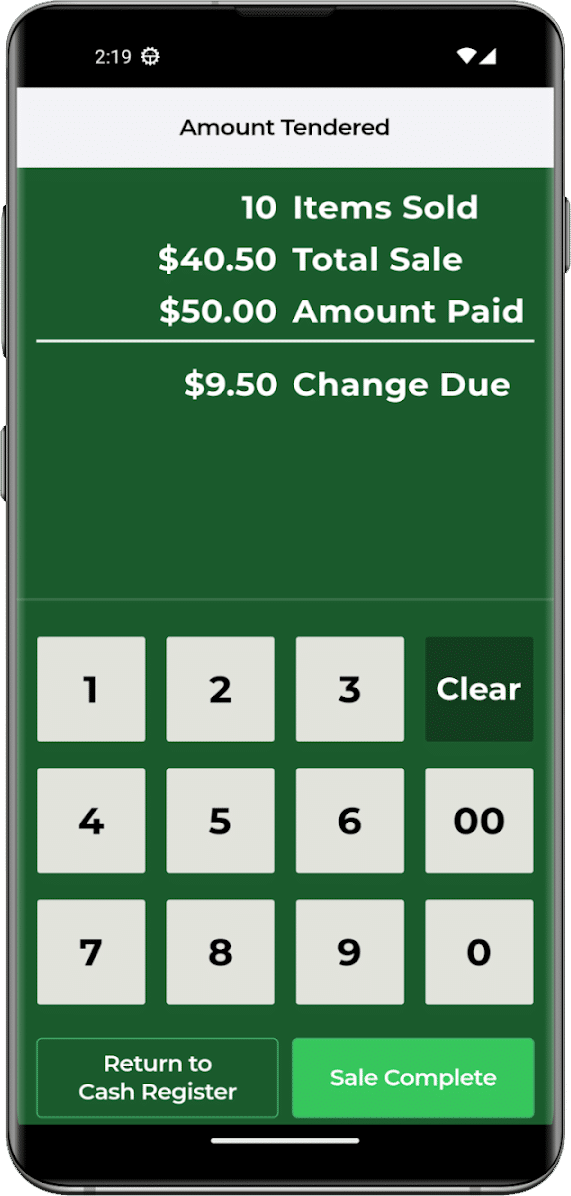 2:19
Amount Tendered
10 Items Sold
$40.50 Total Sale
$50.00 Amount Paid
$9.50 Change Due
1 2 3 Clear
4 5 6 00
7 8 9 0
Return to
Cash Register
Sale Complete